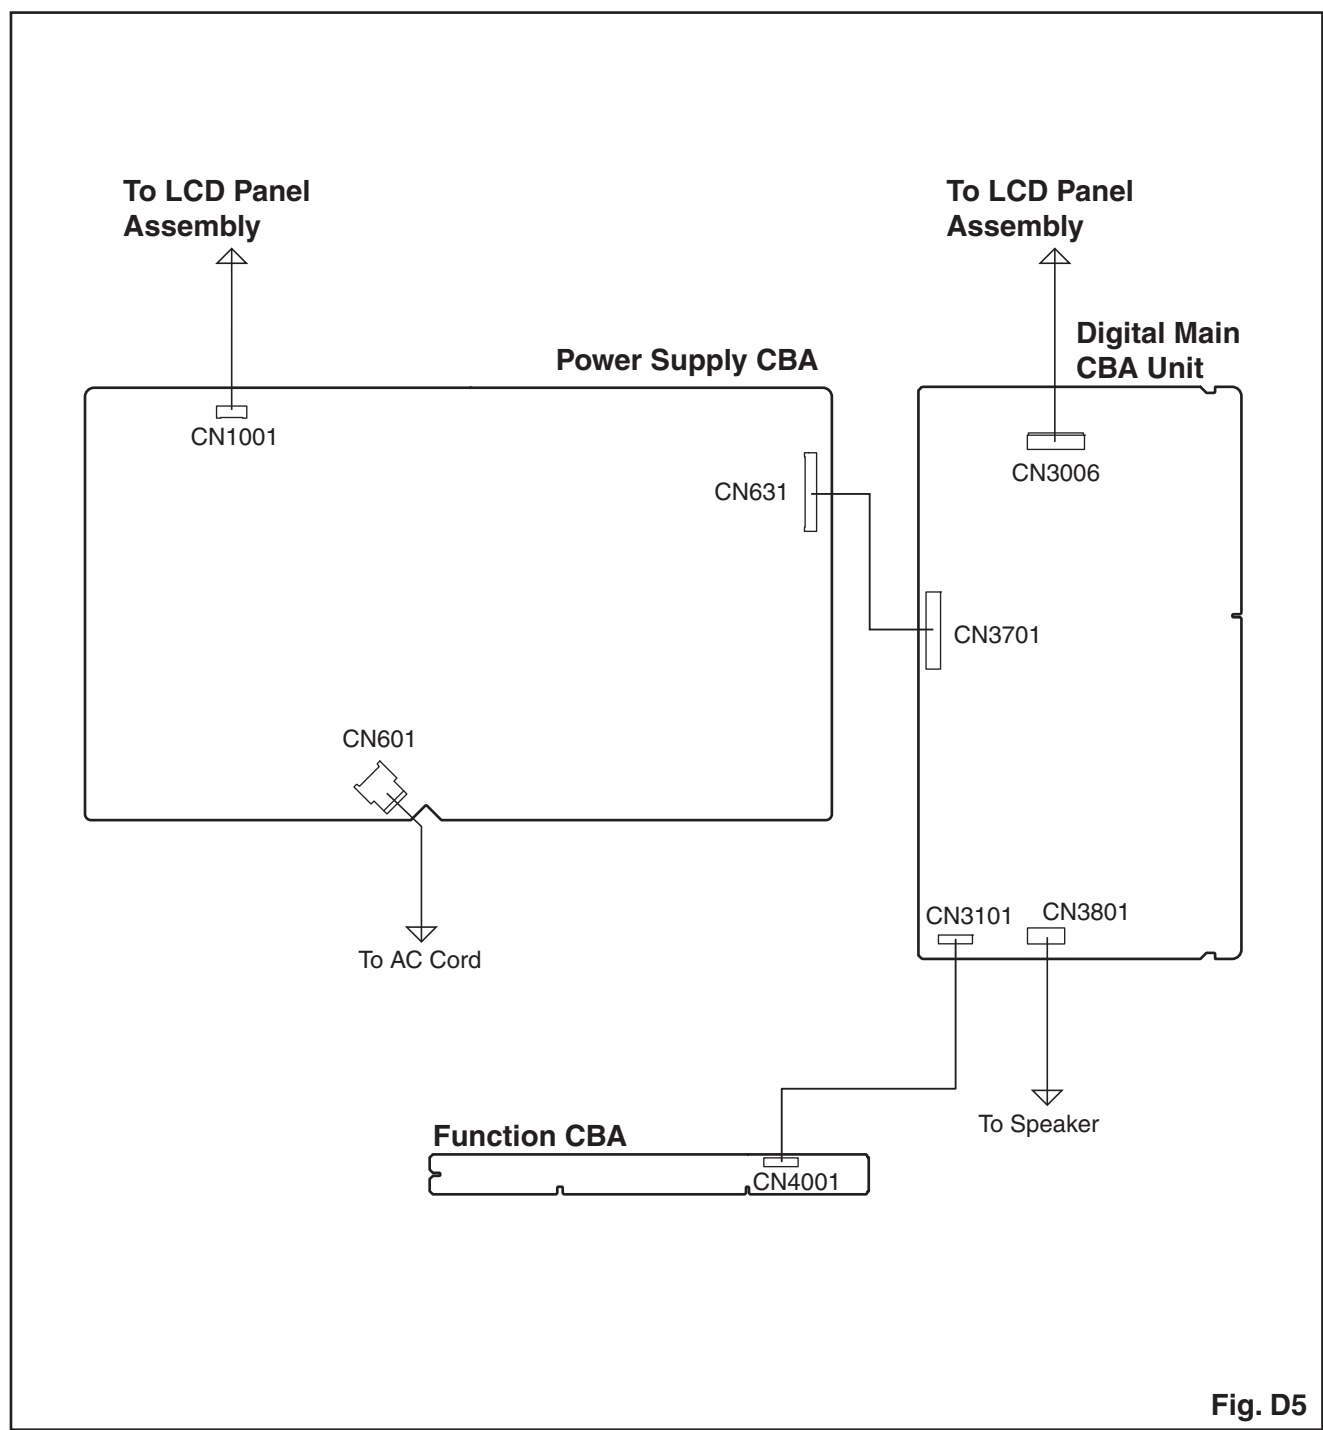 To LCD Panel
Assembly
To LCD Panel
Assembly
Digital Main
CBA Unit
Power Supply CBA
CN1001
CN3006
CN631
CN3701
CN601
CN3101
CN3801
To AC Cord
To Speaker
Function CBA
CN4001
Fig. D5